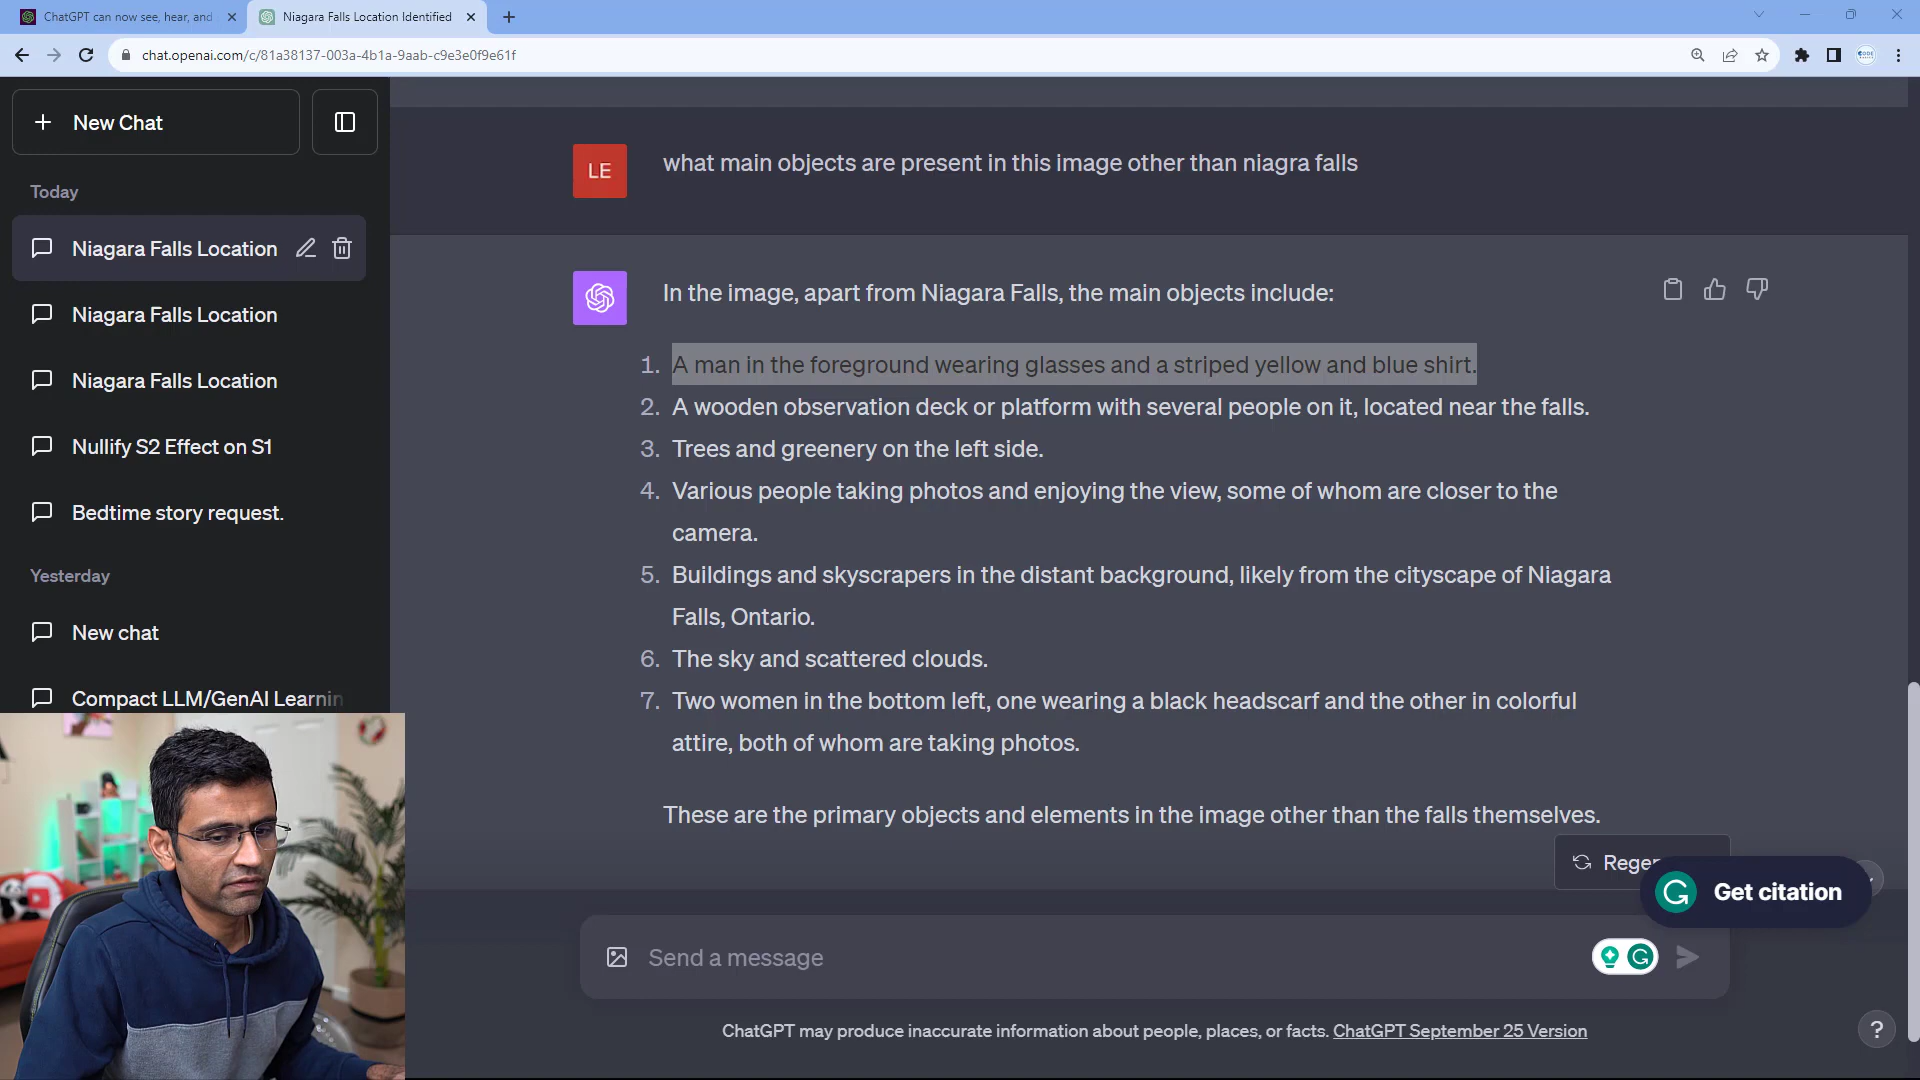 ChatGPT can now see, hear, and
Niagara Falls Location Identified
chat.openai.com/c/81a38137-003a-4b1a-9aab-c9e3e0f9e61f
New Chat
Today
Niagara Falls Location
Niagara Falls Location
Niagara Falls Location
Nullify S2 Effect on S1
Bedtime story request.
Yesterday
New chat
Compact LLM/GenAI Learnin
LE
what main objects are present in this image other than niagra falls
In the image, apart from Niagara Falls, the main objects include:
1. A man in the foreground wearing glasses and a striped yellow and blue shirt.
2. A wooden observation deck or platform with several people on it, located near the falls.
3. Trees and greenery on the left side.
4. Various people taking photos and enjoying the view, some of whom are closer to the
camera.
5. Buildings and skyscrapers in the distant background, likely from the cityscape of Niagara
Falls, Ontario.
6. The sky and scattered clouds.
7. Two women in the bottom left, one wearing a black headscarf and the other in colorful
attire, both of whom are taking photos.
These are the primary objects and elements in the image other than the falls themselves.
Regen
Get citation
Send a message
ChatGPT may produce inaccurate information about people, places, or facts. ChatGPT September 25 Version
?